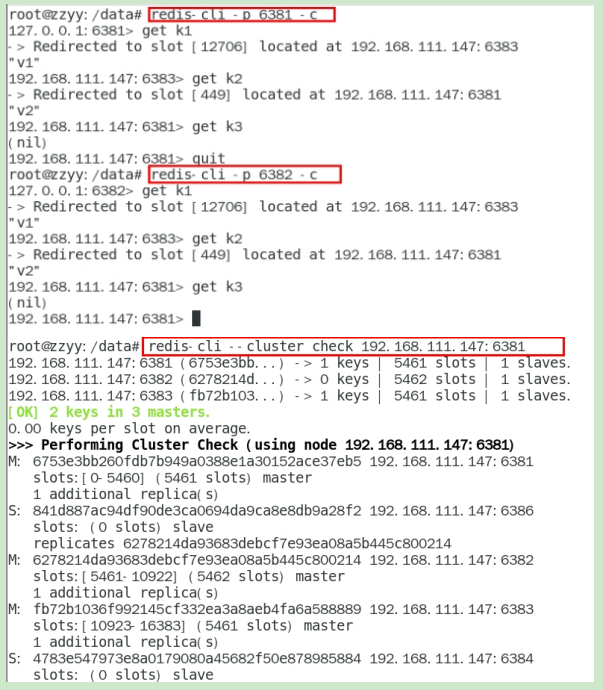 root@zzyy:/data# redis-cli -p 6381 -c
127.0.0.1:6381> get k1
-> Redirected to slot [12706] located at 192.168.111.147:6383
"v1"
192.168.111.147:6383> get k2
-> Redirected to slot [449] located at 192.168.111.147:6381
"v2"
192.168.111.147:6381> get k3
(nil)
192.168.111.147:6381> quit
root@zzyy:/data# redis-cli -p 6382 -c
127.0.0.1:6382> get k1
-> Redirected to slot [12706] located at 192.168.111.147:6383
"v1"
192.168.111.147:6383> get k2
-> Redirected to slot [449] located at 192.168.111.147:6381
"v2"
192.168.111.147:6381> get k3
(nil)
192.168.111.147:6381>
root@zzyy:/data# redis-cli --cluster check 192.168.111.147:6381
192.168.111.147:6381 (6753e3bb...) -> 1 keys | 5461 slots | 1 slaves.
192.168.111.147:6382 (6278214d...) -> 0 keys | 5462 slots | 1 slaves.
192.168.111.147:6383 (fb72b103...) -> 1 keys | 5461 slots | 1 slaves.
[OK] 2 keys in 3 masters.
0.00 keys per slot on average.
>>> Performing Cluster Check (using node 192.168.111.147:6381)
M: 6753e3bb260fdb7b949a0388e1a30152ace37eb5 192.168.111.147:6381
slots:[0-5460] (5461 slots) master
1 additional replica(s)
S: 841d887ac94df90de3ca0694da9ca8e8db9a28f2 192.168.111.147:6386
slots: (0 slots) slave
replicates 6278214da93683debcf7e93ea08a5b445c800214
M: 6278214da93683debcf7e93ea08a5b445c800214 192.168.111.147:6382
slots:[5461-10922] (5462 slots) master
1 additional replica(s)
M: fb72b1036f992145cf332ea3a8aeb4fa6a588889 192.168.111.147:6383
slots:[10923-16383] (5461 slots) master
1 additional replica(s)
S: 4783e547973e8a0179080a45682f50e878985884 192.168.111.147:6384
slots: (0 slots) slave